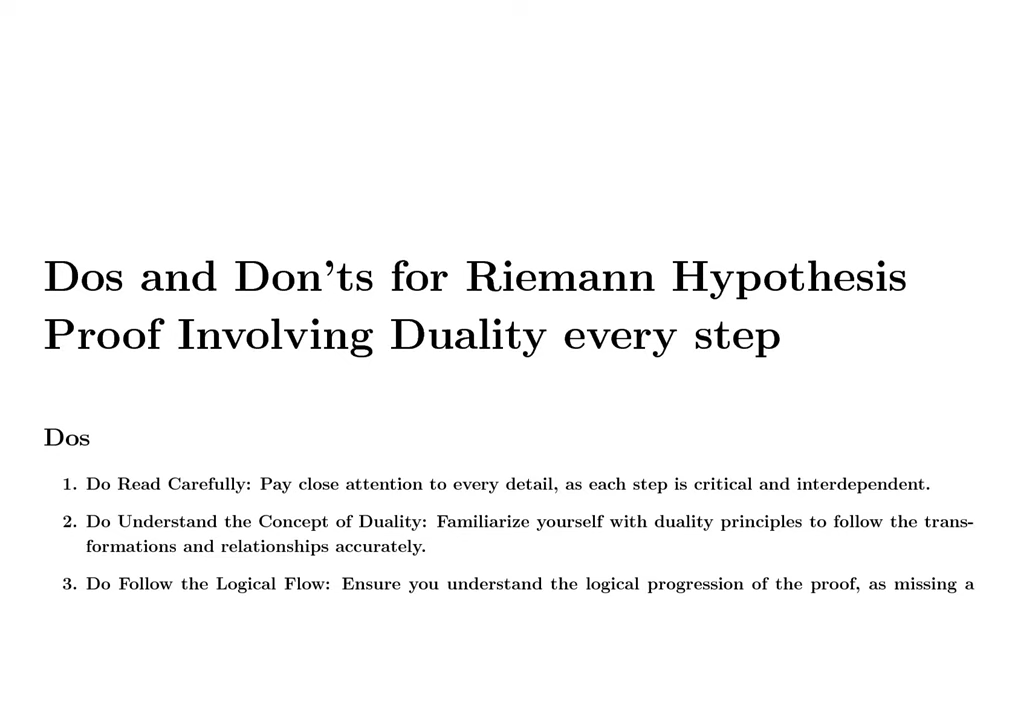 Dos and Don'ts for Riemann Hypothesis
Proof Involving Duality every step
Dos
1. Do Read Carefully: Pay close attention to every detail, as each step is critical and interdependent.
2. Do Understand the Concept of Duality: Familiarize yourself with duality principles to follow the trans-
formations and relationships accurately.
3. Do Follow the Logical Flow: Ensure you understand the logical progression of the proof, as missing a